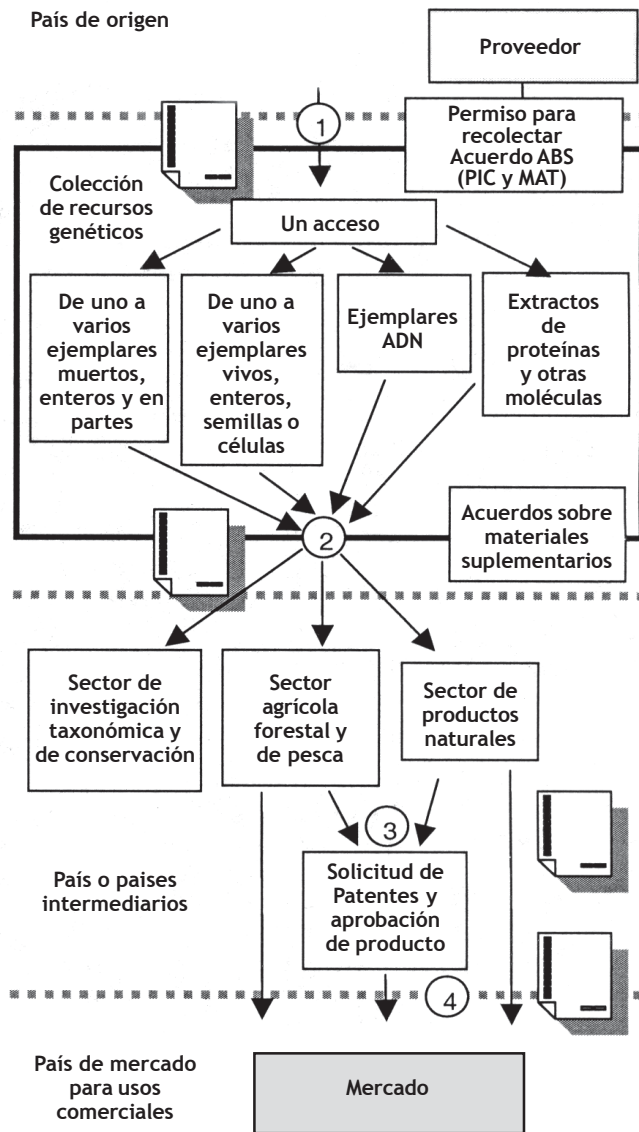 País de origen
Proveedor
1
Permiso para
recolectar
Acuerdo ABS
(PIC y MAT)
Colección
de recursos
genéticos
Un acceso
De uno a
varios
ejemplares
muertos,
enteros y en
partes
De uno a
varios
ejemplares
vivos,
enteros,
semillas o
células
Ejemplares
ADN
Extractos
de
proteínas
y otras
moléculas
2
Acuerdos sobre
materiales
suplementarios
Sector de
investigación
taxonómica y
de conservación
Sector
agrícola
forestal y
de pesca
Sector de
productos
naturales
3
País o paises
intermediarios
Solicitud de
Patentes y
aprobación
de producto
4
País de mercado
para usos
comerciales
Mercado